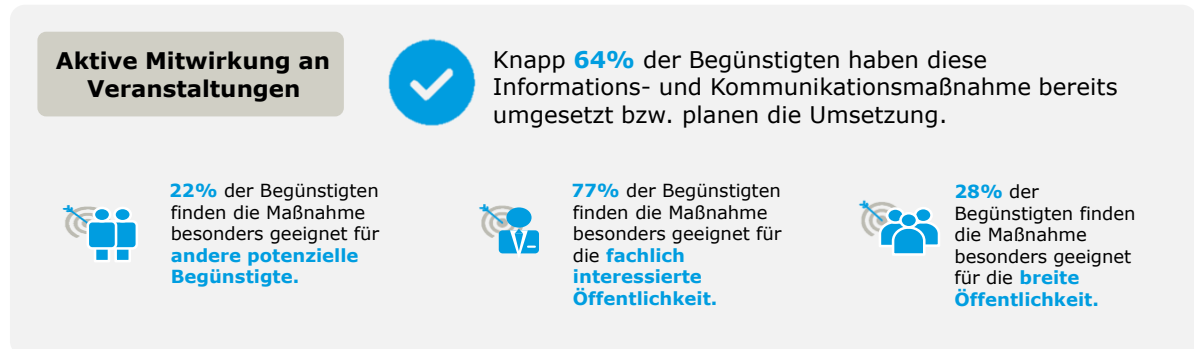 Aktive Mitwirkung an
Veranstaltungen
Knapp 64% der Begünstigten haben diese
Informations- und Kommunikationsmaßnahme bereits
umgesetzt bzw. planen die Umsetzung.
22% der Begünstigten
finden die Maßnahme
besonders geeignet für
andere potenzielle
Begünstigte.
77% der Begünstigten
finden die Maßnahme
besonders geeignet für
die fachlich
interessierte
Öffentlichkeit.
28% der
Begünstigten finden
die Maßnahme
besonders geeignet
für die breite
Öffentlichkeit.